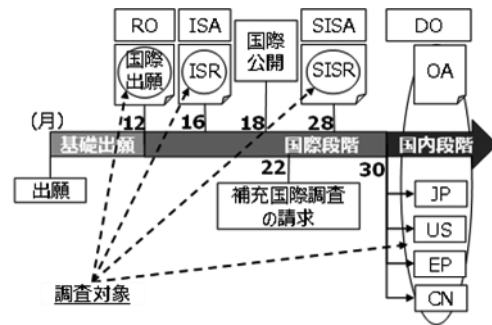 RO
ISA
SISA
DO
国際
出願
ISR
国際
公開
SISR
OA
(月)
12
16
18
28
基礎出願
国際段階
国内段階
22
30
出願
補充国際調査
の請求
JP
US
EP
CN
調査対象